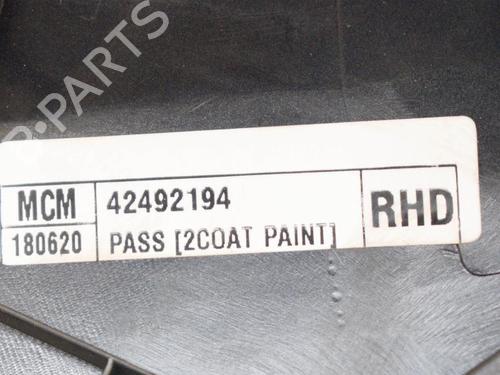 B-PARTS
MCM 42492194 RHD
180620 PASS [2COAT PAINT]